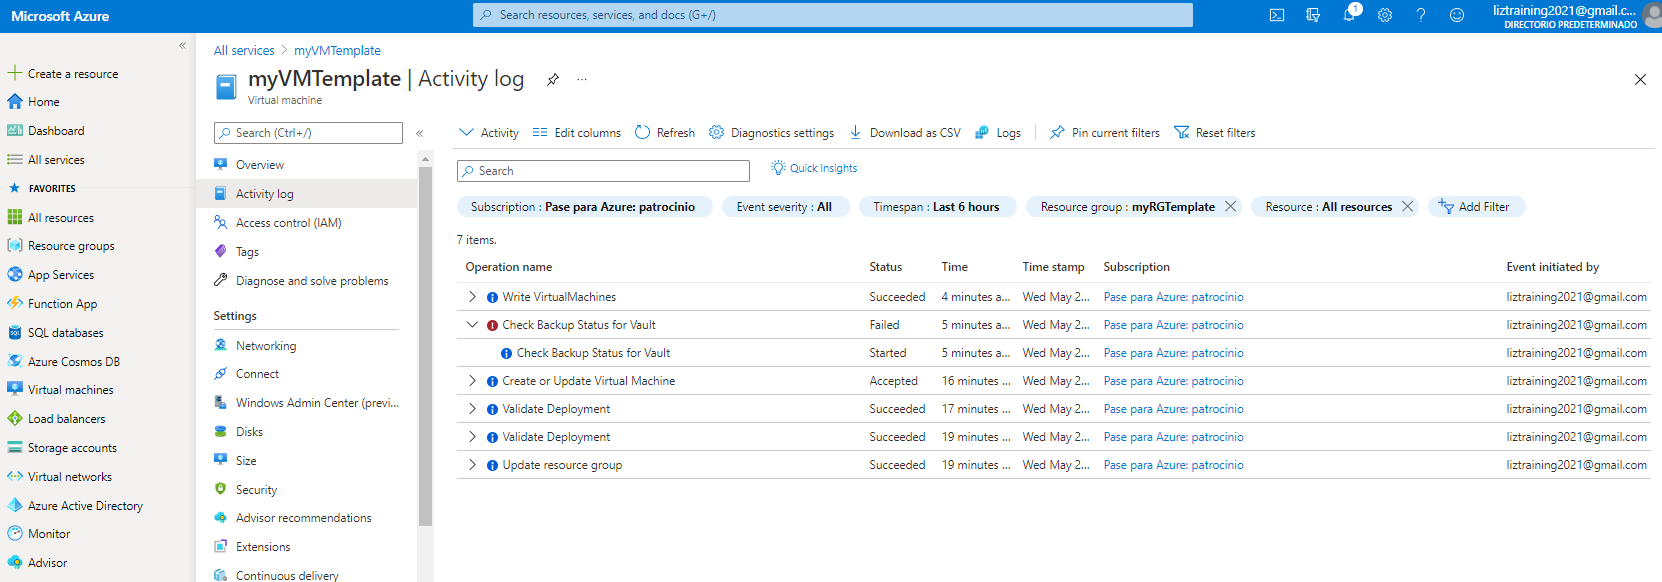 Microsoft Azure
Search resources, services, and docs (G+/)
1
liztraining2021@gmail.c...
DIRECTORIO PREDETERMINADO
«
Create a resource
Home
Dashboard
All services
FAVORITES
All resources
Resource groups
App Services
Function App
SQL databases
Azure Cosmos DB
Virtual machines
Load balancers
Storage accounts
Virtual networks
Azure Active Directory
Monitor
Advisor
All services > myVMTemplate
myVMTemplate | Activity log ...
Virtual machine
Search (Ctrl+/) «
Overview
Activity log
Access control (IAM)
Tags
Diagnose and solve problems
Settings
Networking
Connect
Windows Admin Center (previ...
Disks
Size
Security
Advisor recommendations
Extensions
Continuous delivery
Activity Edit columns Refresh Diagnostics settings Download as CSV Logs Pin current filters Reset filters
Search Quick Insights
Subscription : Pase para Azure: patrocinio Event severity : All Timespan : Last 6 hours Resource group : myRGTemplate Resource : All resources Add Filter
7 items.
Operation name Status Time Time stamp Subscription Event initiated by
Write VirtualMachines Succeeded 4 minutes a... Wed May 2... Pase para Azure: patrocinio liztraining2021@gmail.com
Check Backup Status for Vault Failed 5 minutes a... Wed May 2... Pase para Azure: patrocinio liztraining2021@gmail.com
Check Backup Status for Vault Started 5 minutes a... Wed May 2... Pase para Azure: patrocinio liztraining2021@gmail.com
Create or Update Virtual Machine Accepted 16 minutes ... Wed May 2... Pase para Azure: patrocinio liztraining2021@gmail.com
Validate Deployment Succeeded 17 minutes ... Wed May 2... Pase para Azure: patrocinio liztraining2021@gmail.com
Validate Deployment Succeeded 19 minutes ... Wed May 2... Pase para Azure: patrocinio liztraining2021@gmail.com
Update resource group Succeeded 19 minutes ... Wed May 2... Pase para Azure: patrocinio liztraining2021@gmail.com